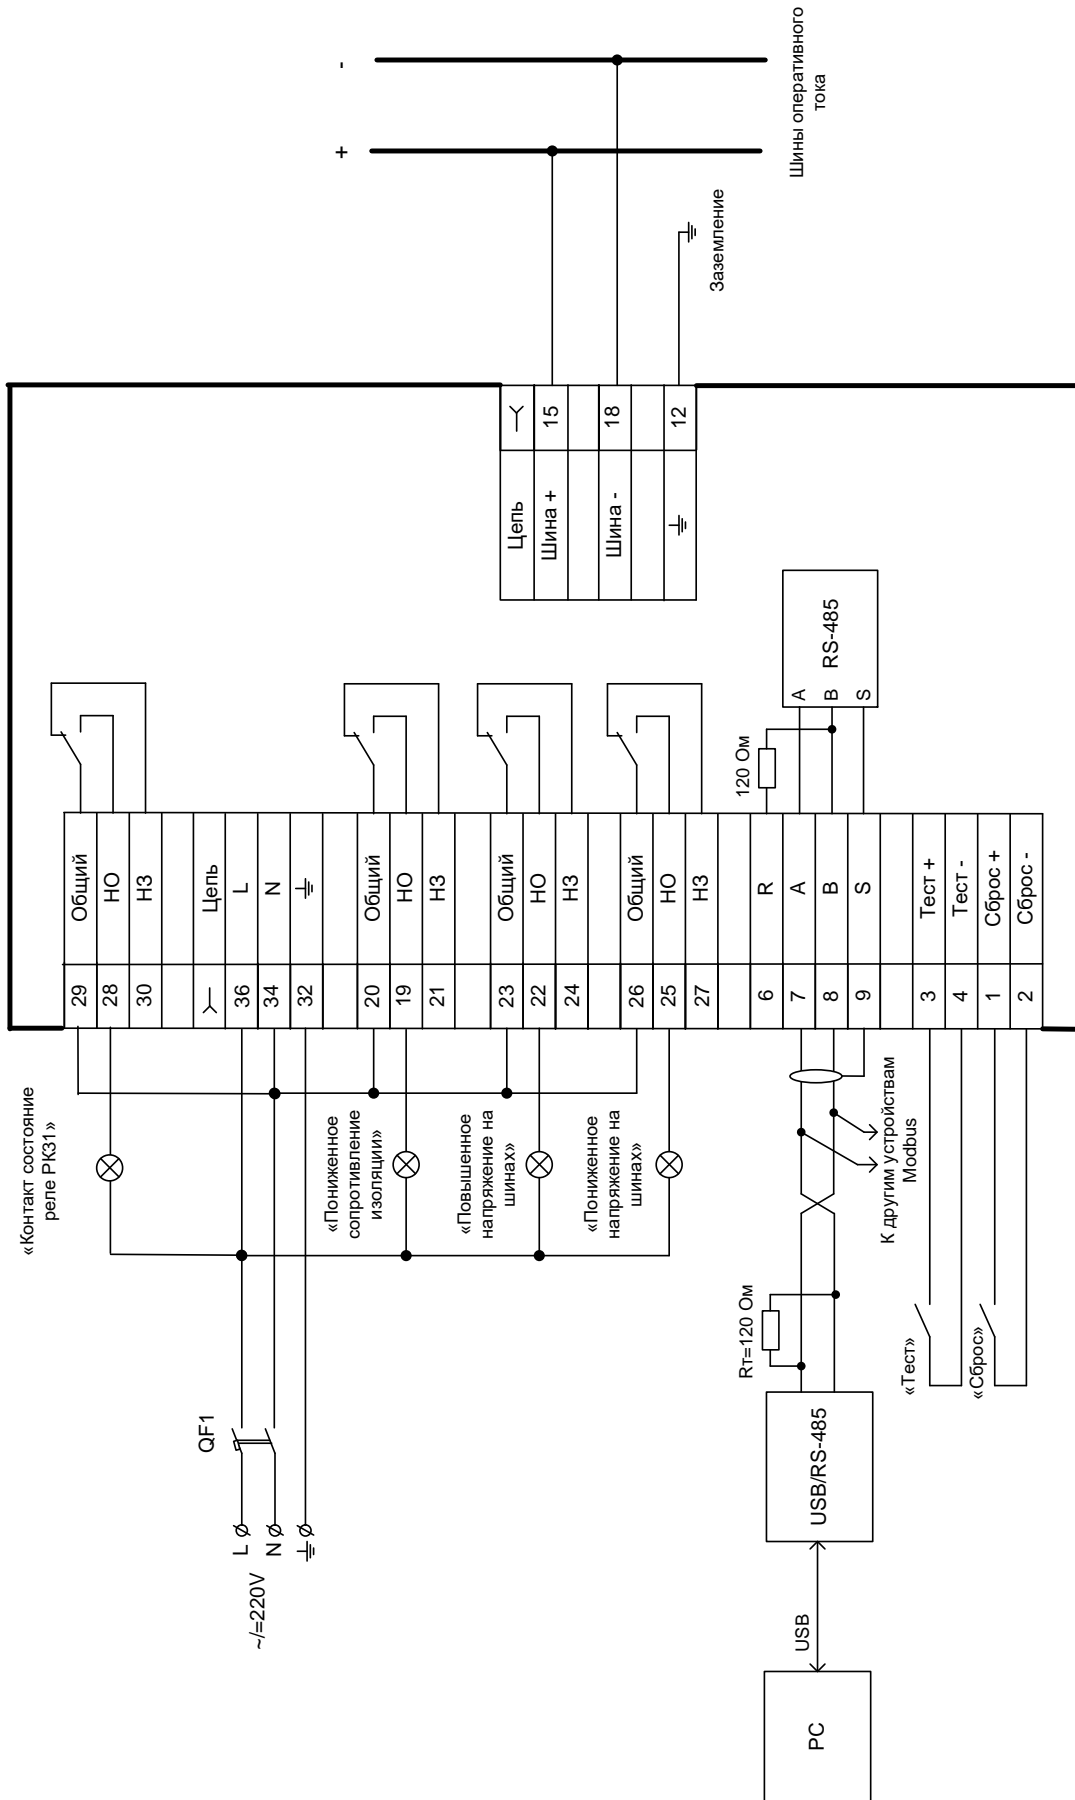 «Контакт состояние
реле РК31»
«Пониженное
сопротивление
изоляции»
«Повышенное
напряжение на
шинах»
«Пониженное
напряжение на
шинах»
QF1
L
N
~/=220V
29 Общий
28 НО
30 НЗ
Цепь
36 L
34 N
32
20 Общий
19 НО
21 НЗ
23 Общий
22 НО
24 НЗ
26 Общий
25 НО
27 НЗ
6 R
7 A
8 B
9 S
3 Тест +
4 Тест -
1 Сброс +
2 Сброс -
120 Ом
A
B
S
RS-485
Цепь
Шина + 15
Шина - 18
12
Заземление
+
-
Шины оперативного
тока
К другим устройствам
Modbus
Rт=120 Ом
«Тест»
«Сброс»
USB/RS-485
USB
PC